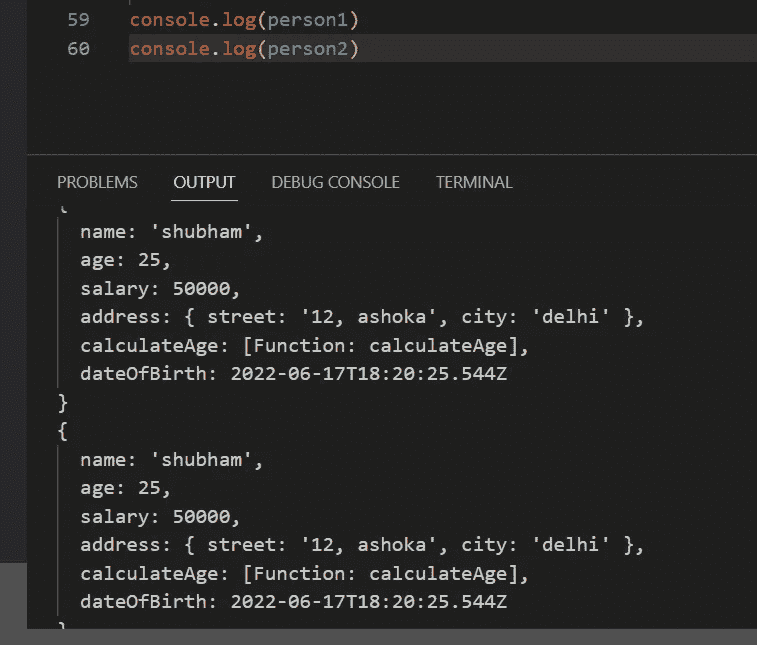 59 console.log(person1)
60 console.log(person2)
PROBLEMS OUTPUT DEBUG CONSOLE TERMINAL
{
name: 'shubham',
age: 25,
salary: 50000,
address: { street: '12, ashoka', city: 'delhi' },
calculateAge: [Function: calculateAge],
dateOfBirth: 2022-06-17T18:20:25.544Z
}
{
name: 'shubham',
age: 25,
salary: 50000,
address: { street: '12, ashoka', city: 'delhi' },
calculateAge: [Function: calculateAge],
dateOfBirth: 2022-06-17T18:20:25.544Z
}